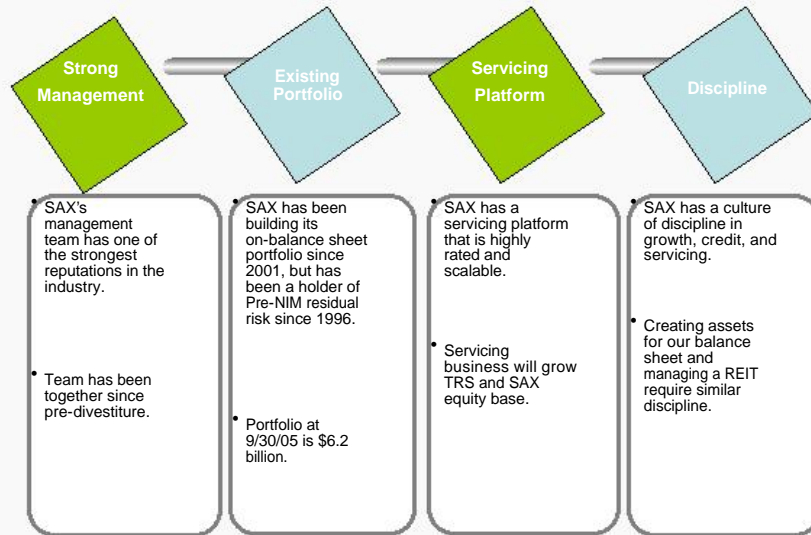 Strong
Management
Existing
Portfolio
Servicing
Platform
Discipline
• SAX’s
management
team has one of
the strongest
reputations in the
industry.
• Team has been
together since
pre-divestiture.
• SAX has been
building its
on-balance sheet
portfolio since
2001, but has
been a holder of
Pre-NIM residual
risk since 1996.
• Portfolio at
9/30/05 is $6.2
billion.
• SAX has a
servicing platform
that is highly
rated and
scalable.
• Servicing
business will grow
TRS and SAX
equity base.
• SAX has a culture
of discipline in
growth, credit, and
servicing.
• Creating assets
for our balance
sheet and
managing a REIT
require similar
discipline.